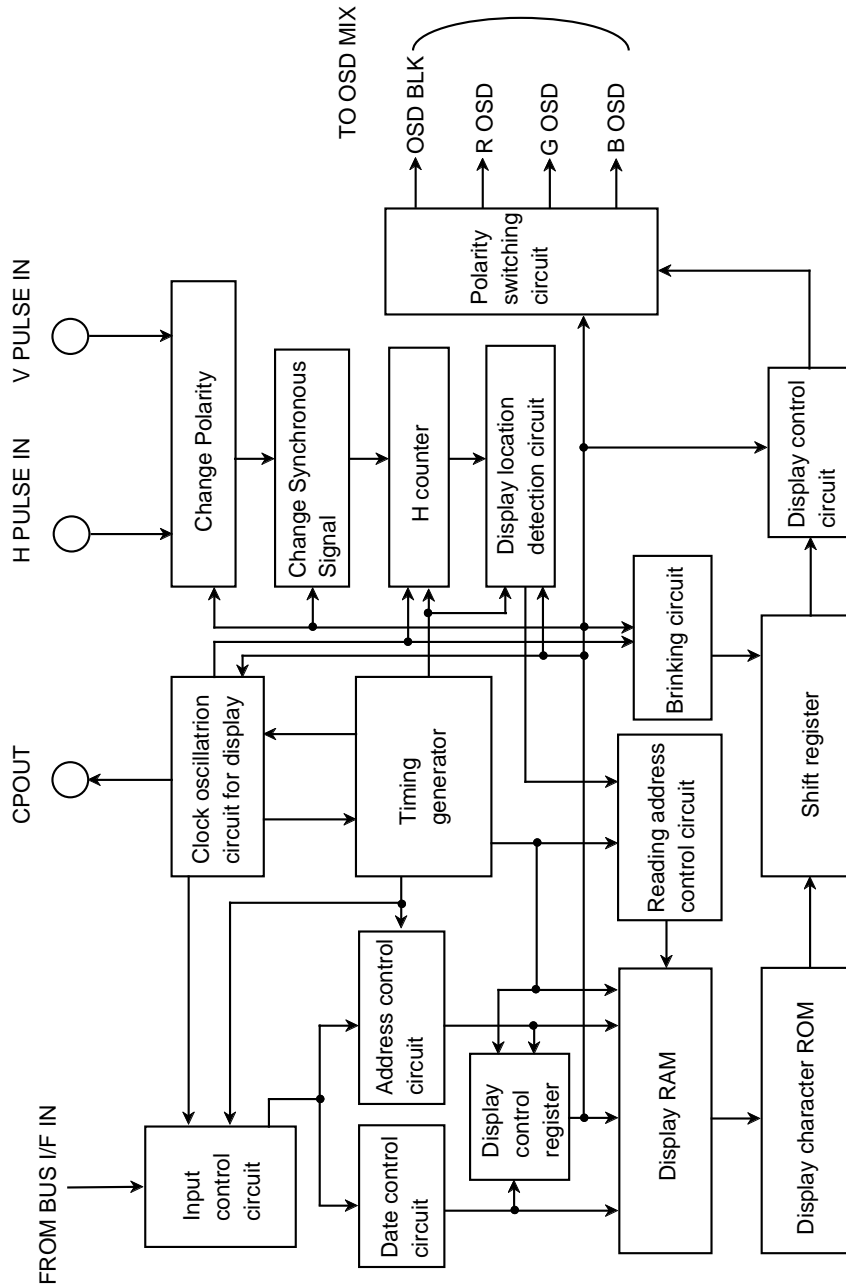 FROM BUS I/F IN
CPOUT
H PULSE IN
V PULSE IN
Input
control
circuit
Clock oscillatrion
circuit for display
Change Polarity
TO OSD MIX
Date control
circuit
Address control
circuit
Timing
generator
Change Synchronous
Signal
H counter
Display location
detection circuit
Polarity
switching
circuit
OSD BLK
R OSD
G OSD
B OSD
Display
control
register
Display RAM
Reading address
control circuit
Brinking circuit
Display character ROM
Shift register
Display control
circuit